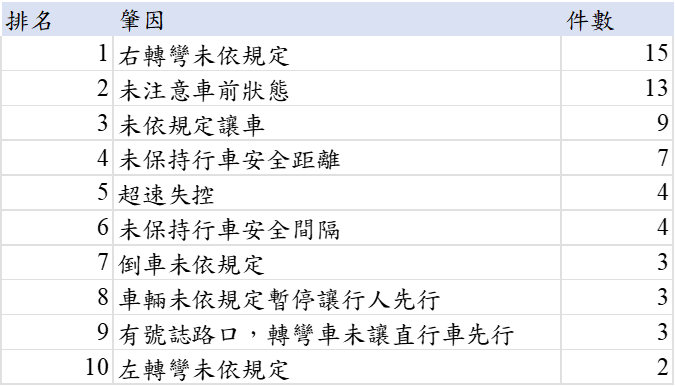 排名 肇因 件數
1 右轉彎未依規定 15
2 未注意車前狀態 13
3 未依規定讓車 9
4 未保持行車安全距離 7
5 超速失控 4
6 未保持行車安全間隔 4
7 倒車未依規定 3
8 車輛未依規定暫停讓行人先行 3
9 有號誌路口，轉彎車未讓直行車先行 3
10 左轉彎未依規定 2